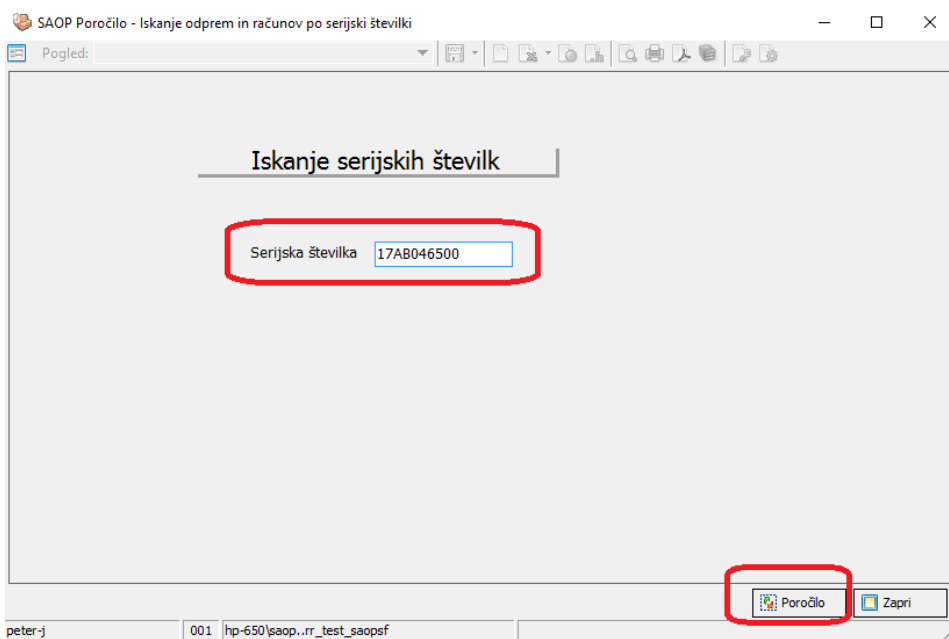 SAOP Poročilo - Iskanje odprem in računov po serijski številki
Pogled:
Iskanje serijskih številk
Serijska številka 17AB046500
Poročilo Zapri
peter-j 001 hp-650\saop..rr_test_saopsf